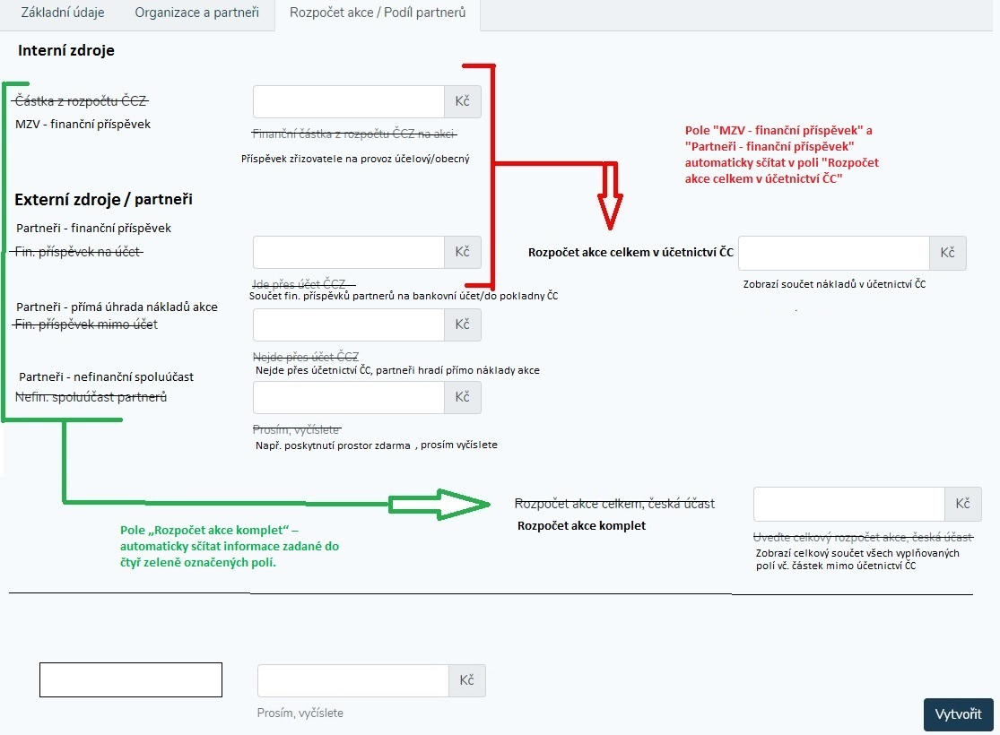 Základní údaje
Organizace a partneři
Rozpočet akce / Podíl partnerů
Interní zdroje
Částka z rozpočtu ČCZ
Kč
MZV - finanční příspěvek
Finanční částka z rozpočtu ČCZ na akci
Příspěvek zřizovatele na provoz účelový/obecný
Pole "MZV - finanční příspěvek" a
"Partneři - finanční příspěvek"
automaticky sčítat v poli "Rozpočet
akce celkem v účetnictví ČC"
Externí zdroje / partneři
Partneři - finanční příspěvek
Fin. příspěvek na účet
Kč
Jde přes účet ČCZ
Součet fin. příspěvků partnerů na bankovní účet/do pokladny ČC
Rozpočet akce celkem v účetnictví ČC
Kč
Zobrazí součet nákladů v účetnictví ČC
Partneři - přímá úhrada nákladů akce
Fin. příspěvek mimo účet
Kč
Nejde přes účet ČCZ
Nejde přes účetnictví ČC, partneři hradí přímo náklady akce
Partneři - nefinanční spoluúčast
Nefin. spoluúčast partnerů
Kč
Prosím, vyčíslete
Např. poskytnutí prostor zdarma , prosím vyčíslete
Rozpočet akce celkem, česká účast
Kč
Rozpočet akce komplet
Uveďte celkový rozpočet akce, česká účast
Zobrazí celkový součet všech vyplňovaných
polí vč. částek mimo účetnictví ČC
Pole „Rozpočet akce komplet“ –
automaticky sčítat informace zadané do
čtyř zeleně označených polí.
Kč
Prosím, vyčíslete
Vytvořit